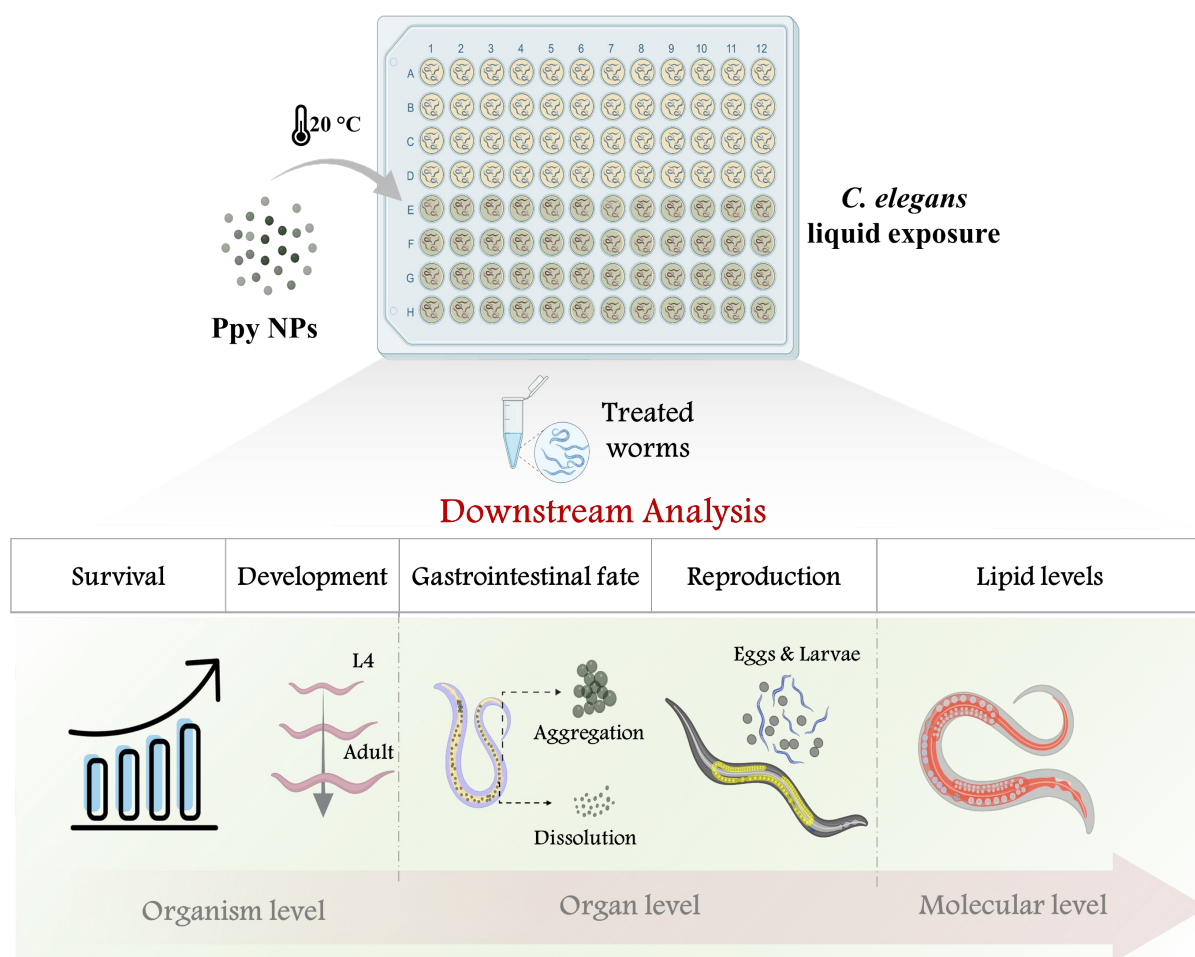 1 2 3 4 5 6 7 8 9 10 11 12
A
B
C
D
E
F
G
H
20 °C
Ppy NPs
C. elegans
liquid exposure
Treated
worms
Downstream Analysis
Survival
Development
Gastrointestinal fate
Reproduction
Lipid levels
L4
Adult
Aggregation
Dissolution
Eggs & Larvae
Organism level
Organ level
Molecular level